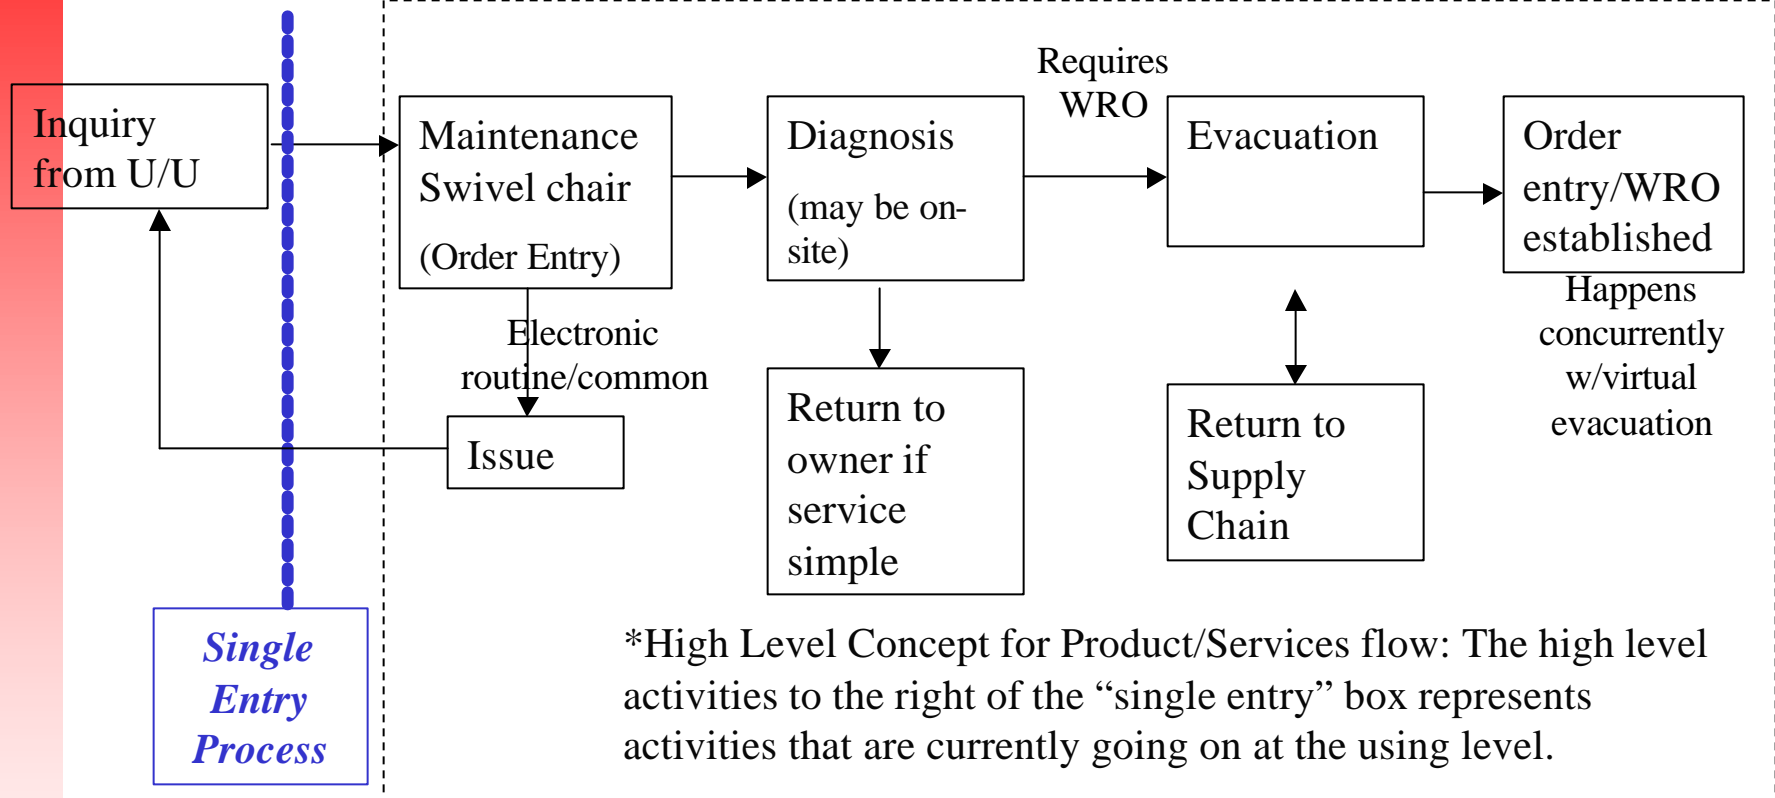 Inquiry
from U/U
Maintenance
Swivel chair
(Order Entry)
Electronic
routine/common
Issue
Diagnosis
(may be on-
site)
Return to
owner if
service
simple
Requires
WRO
Evacuation
Return to
Supply
Chain
Order
entry/WRO
established
Happens
concurrently
w/virtual
evacuation
Single
Entry
Process
*High Level Concept for Product/Services flow: The high level
activities to the right of the “single entry” box represents
activities that are currently going on at the using level.